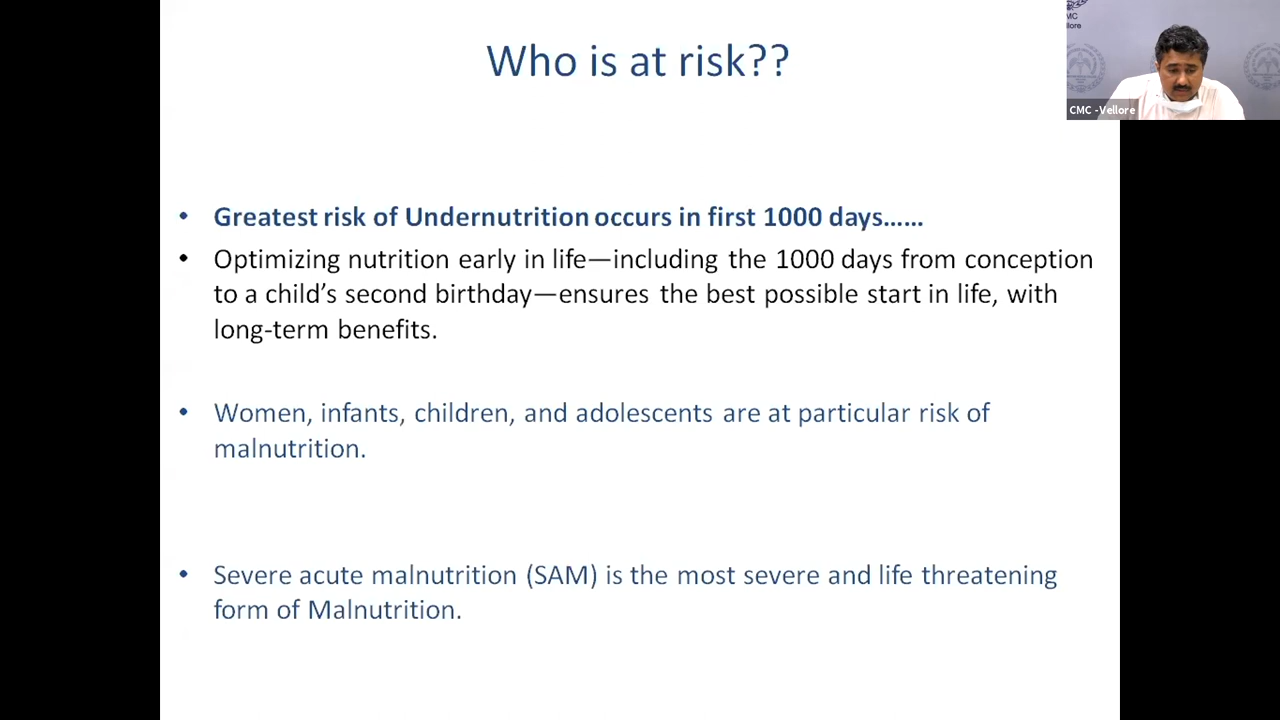 Who is at risk??
MC
llore
CMC -Vellore
• Greatest risk of Undernutrition occurs in first 1000 days......
• Optimizing nutrition early in life—including the 1000 days from conception
to a child's second birthday—ensures the best possible start in life, with
long-term benefits.
• Women, infants, children, and adolescents are at particular risk of
malnutrition.
• Severe acute malnutrition (SAM) is the most severe and life threatening
form of Malnutrition.